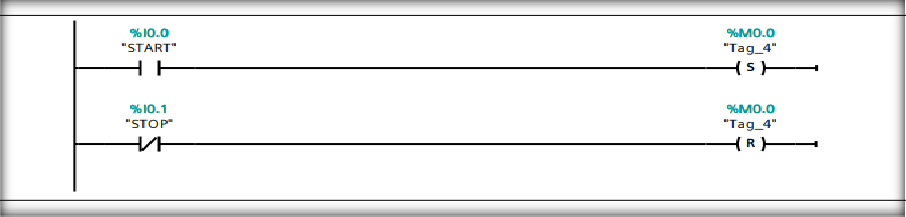 %I0.0 %M0.0
"START" "Tag_4"
S
%I0.1 %M0.0
"STOP" "Tag_4"
R